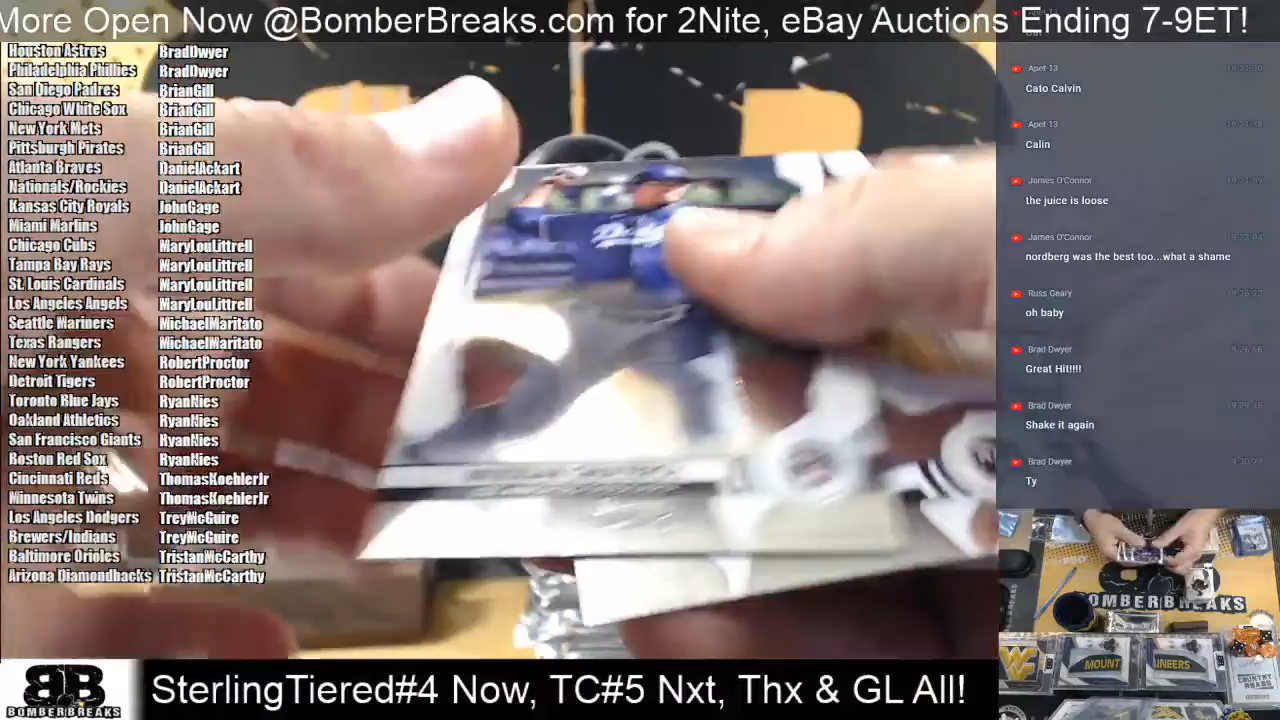 More Open Now @BomberBreaks.com for 2Nite, eBay Auctions Ending 7-9ET!
Houston Astros BradDwyer
Philadelphia Phillies BradDwyer
San Diego Padres BrianGill
Chicago White Sox BrianGill
New York Mets BrianGill
Pittsburgh Pirates BrianGill
Atlanta Braves DanielAckart
Nationals/Rockies DanielAckart
Kansas City Royals JohnGage
Miami Marlins JohnGage
Chicago Cubs MaryLouLittrell
Tampa Bay Rays MaryLouLittrell
St. Louis Cardinals MaryLouLittrell
Los Angeles Angels MaryLouLittrell
Seattle Mariners MichaelMaritato
Texas Rangers MichaelMaritato
New York Yankees RobertProctor
Detroit Tigers RobertProctor
Toronto Blue Jays RyanNies
Oakland Athletics RyanNies
San Francisco Giants RyanNies
Boston Red Sox RyanNies
Cincinnati Reds ThomasKoehlerJr
Minnesota Twins ThomasKoehlerJr
Los Angeles Dodgers TreyMcGuire
Brewers/Indians TreyMcGuire
Baltimore Orioles TristanMcCarthy
Arizona Diamondbacks TristanMcCarthy
Apet 13
Cato Calvin
Apet 13
Calin
James O'Connor
the juice is loose
James O'Connor
nordberg was the best too...what a shame
Russ Geary
oh baby
Brad Dwyer
Great Hit!!!!
Brad Dwyer
Shake it again
Brad Dwyer
Ty
BOMBERBREAKS
MOUNT AINEERS
COUNTRY ROADS
BB
BOMBERBREAKS
SterlingTiered#4 Now, TC#5 Nxt, Thx & GL All!